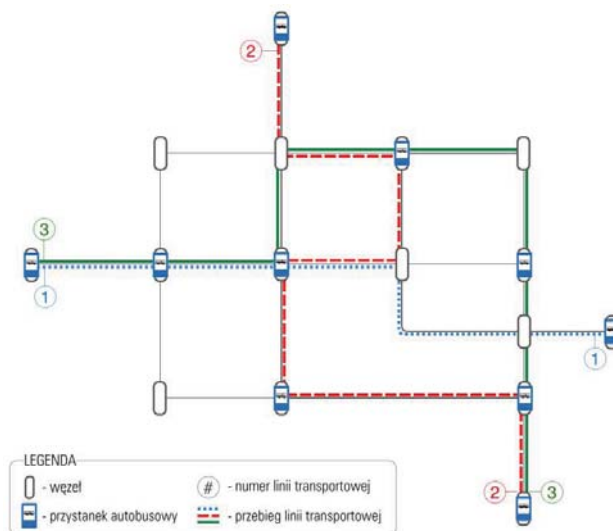 2
3
1
1
2
3
LEGENDA
- węzeł
# - numer linii transportowej
- przystanek autobusowy
- przebieg linii transportowej